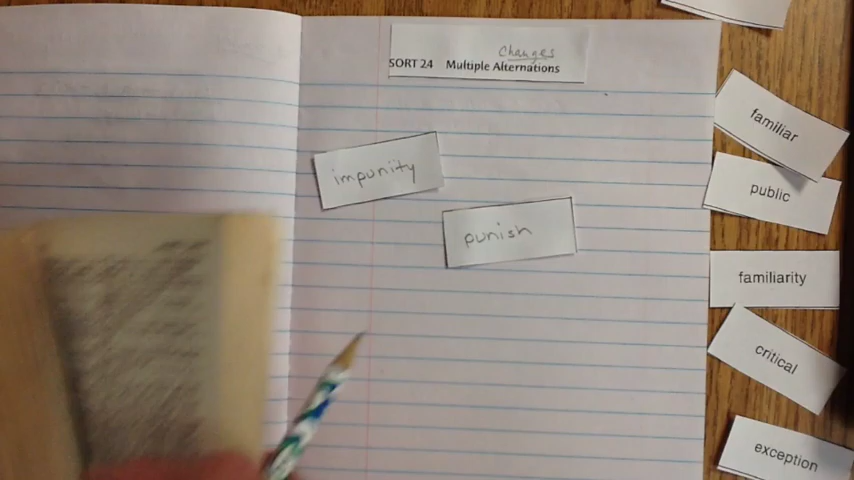 Changes
SORT 24 Multiple Alternations
impunity
punish
familiar
public
familiarity
critical
exception